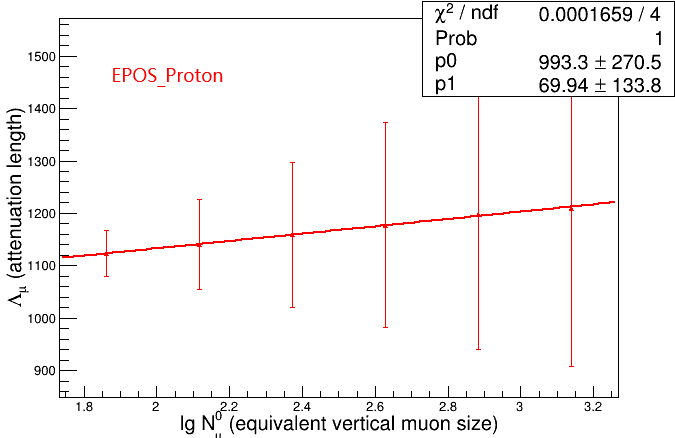 χ² / ndf 0.0001659 / 4
Prob 1
p0 993.3 ± 270.5
p1 69.94 ± 133.8
EPOS_Proton
Λμ (attenuation length)
1500
1400
1300
1200
1100
1000
900
1.8 2 2.2 2.4 2.6 2.8 3 3.2
lg N⁰μ (equivalent vertical muon size)